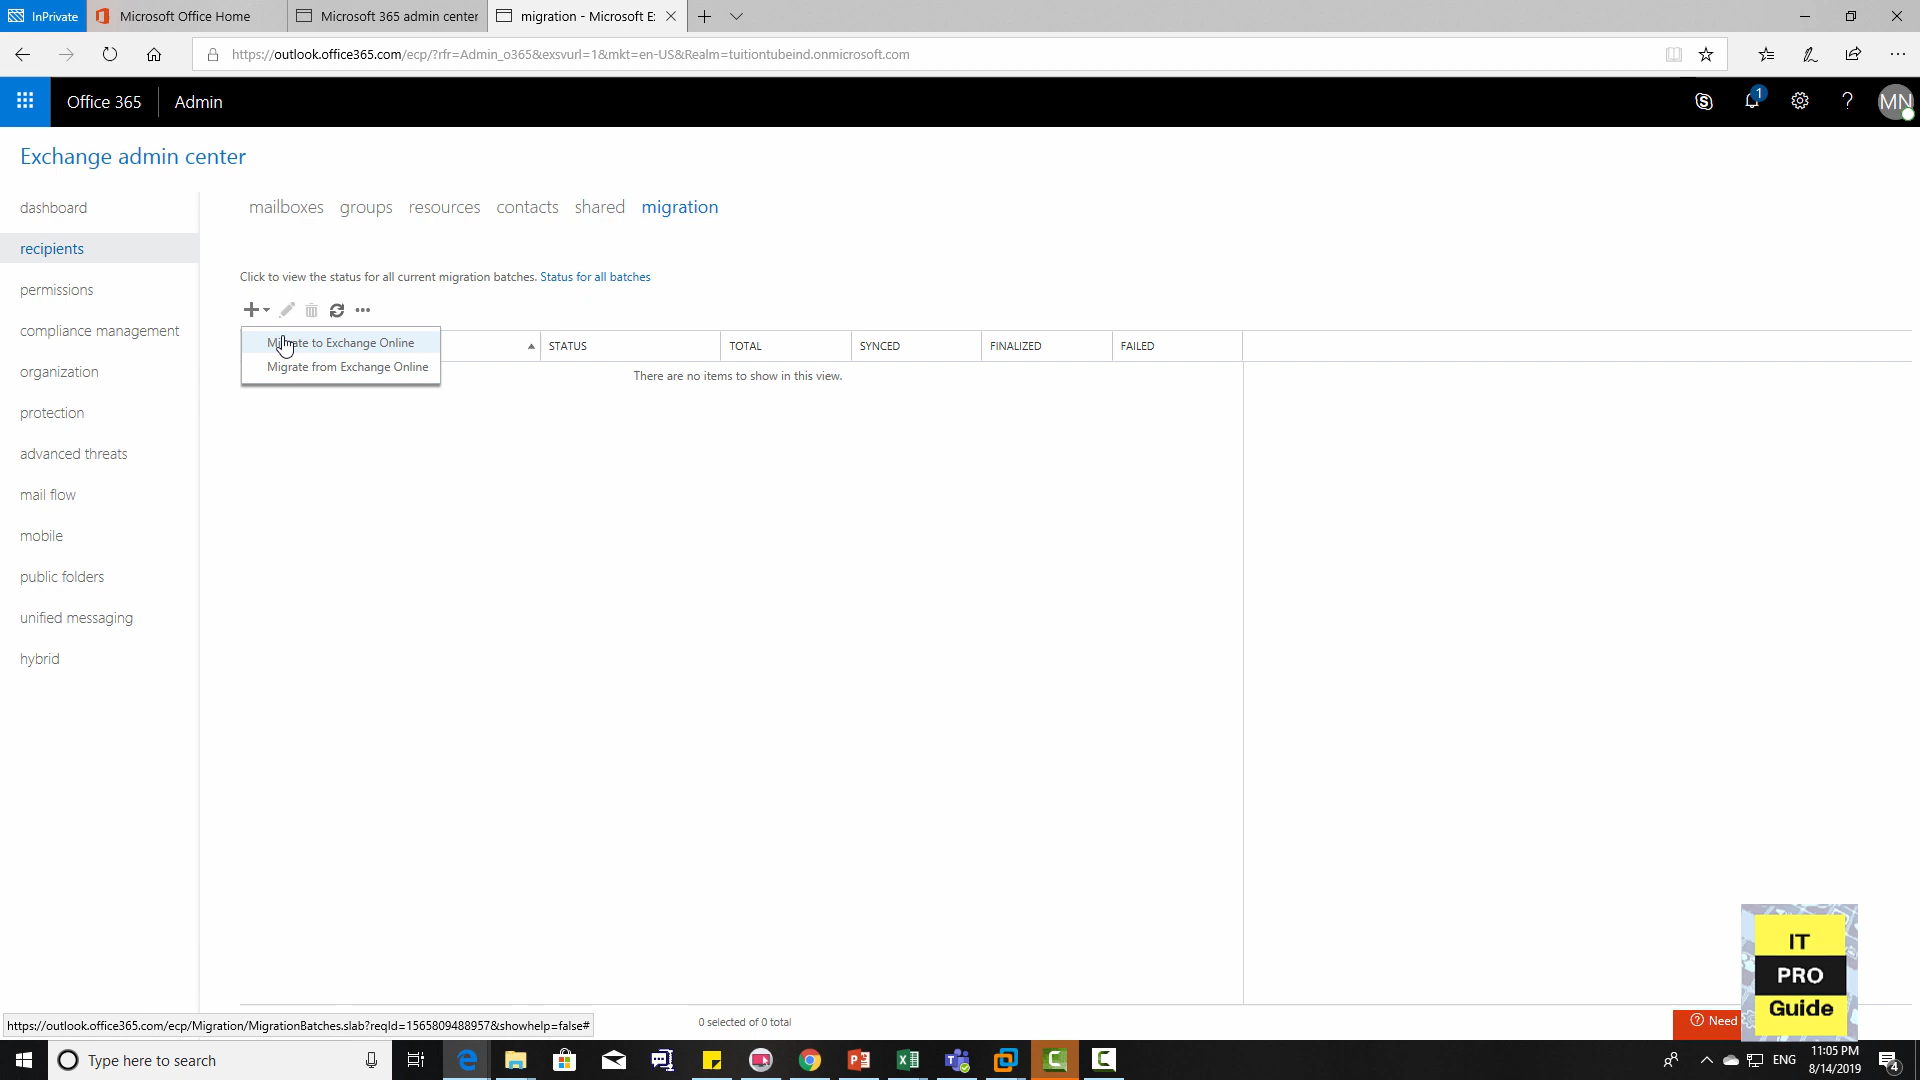 InPrivate
Microsoft Office Home
Microsoft 365 admin center
migration - Microsoft E:
https://outlook.office365.com/ecp/?rfr=Admin_o365&exsvurl=1&mkt=en-US&Realm=tuitiontubeind.onmicrosoft.com
Office 365
Admin
1
?
MN
Exchange admin center
dashboard
recipients
permissions
compliance management
organization
protection
advanced threats
mail flow
mobile
public folders
unified messaging
hybrid
mailboxes groups resources contacts shared migration
Click to view the status for all current migration batches. Status for all batches
Migrate to Exchange Online
Migrate from Exchange Online
STATUS TOTAL SYNCED FINALIZED FAILED
There are no items to show in this view.
0 selected of 0 total
https://outlook.office365.com/ecp/Migration/MigrationBatches.slab?reqId=1565809488957&showhelp=false#
Need
IT
PRO
Guide
Type here to search
ENG
11:05 PM
8/14/2019
4